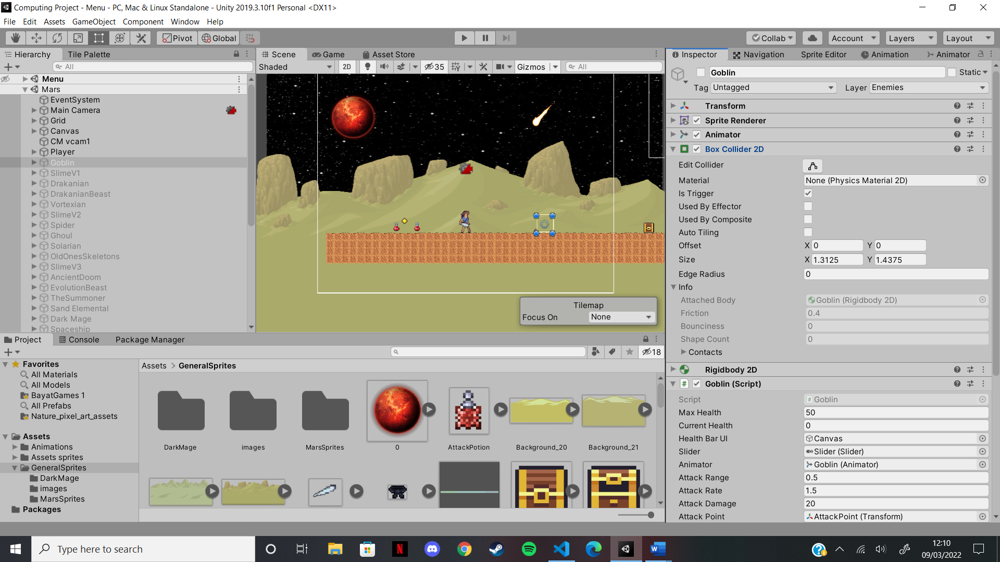 Computing Project - Menu - PC, Mac & Linux Standalone - Unity 2019.3.10f1 Personal <DX11>
File Edit Assets GameObject Component Window Help
Pivot Global Collab Account Layers Layout
Hierarchy Tile Palette
All
Menu
Mars
EventSystem
Main Camera
Grid
Canvas
CM vcam1
Player
Goblin
SlimeV1
Drakanian
DrakanianBeast
Vortexian
SlimeV2
Spider
Ghoul
Solarian
OldOnesSkeletons
SlimeV3
AncientDoom
EvolutionBeast
TheSummoner
Sand Elemental
Dark Mage
Spaceship
Scene Game Asset Store
Shaded 2D 35 Gizmos All
Tilemap
Focus On None
Inspector Navigation Sprite Editor Animation Animator
Goblin Static
Tag Untagged Layer Enemies
Transform
Sprite Renderer
Animator
Box Collider 2D
Edit Collider
Material None (Physics Material 2D)
Is Trigger
Used By Effector
Used By Composite
Auto Tiling
Offset X 0 Y 0
Size X 1.3125 Y 1.4375
Edge Radius 0
Info
Attached Body Goblin (Rigidbody 2D)
Friction 0.4
Bounciness 0
Shape Count 0
Contacts
Rigidbody 2D
Goblin (Script)
Script Goblin
Max Health 50
Current Health 0
Health Bar UI Canvas
Slider Slider (Slider)
Animator Goblin (Animator)
Attack Range 0.5
Attack Rate 1.5
Attack Damage 20
Attack Point AttackPoint (Transform)
Project Console Package Manager
18
Favorites
All Materials
All Models
BayatGames 1
All Prefabs
Nature_pixel_art_assets
Assets
Animations
Assets sprites
GeneralSprites
DarkMage
images
MarsSprites
Packages
Assets > GeneralSprites
DarkMage images MarsSprites 0 AttackPotion Background_20 Background_21
Type here to search
12:10
09/03/2022